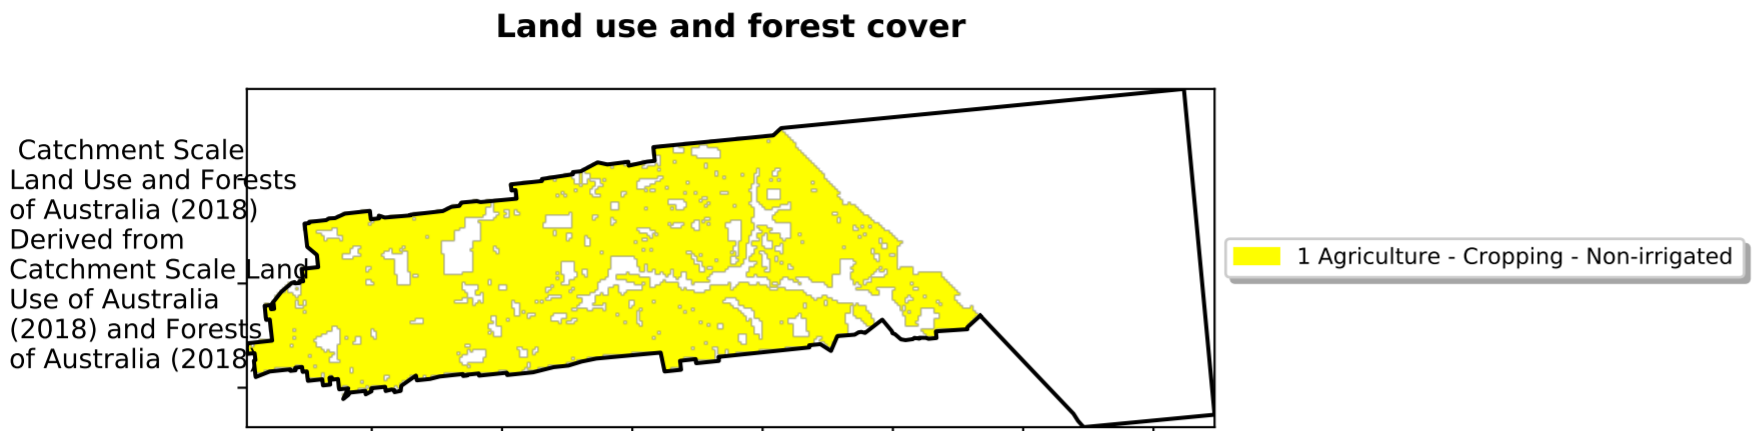 Land use and forest cover
Catchment Scale
Land Use and Forests
of Australia (2018)
Derived from
Catchment Scale Land
Use of Australia
(2018) and Forests
of Australia (2018)
1 Agriculture - Cropping - Non-irrigated